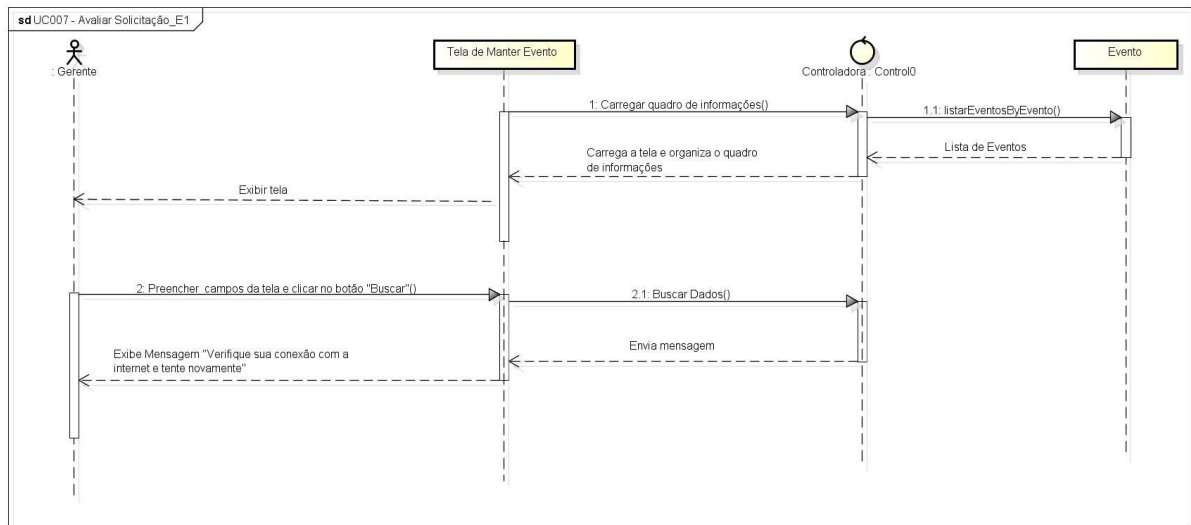 sd UC007 - Avaliar Solicitação_E1
: Gerente
Tela de Manter Evento
Controladora : Control0
Evento
1: Carregar quadro de informações()
1.1: listarEventosByEvento()
Lista de Eventos
Carrega a tela e organiza o quadro
de informações
Exibir tela
2: Preencher campos da tela e clicar no botão "Buscar"()
2.1: Buscar Dados()
Envia mensagem
Exibe Mensagem "Verifique sua conexão com a
internet e tente novamente"